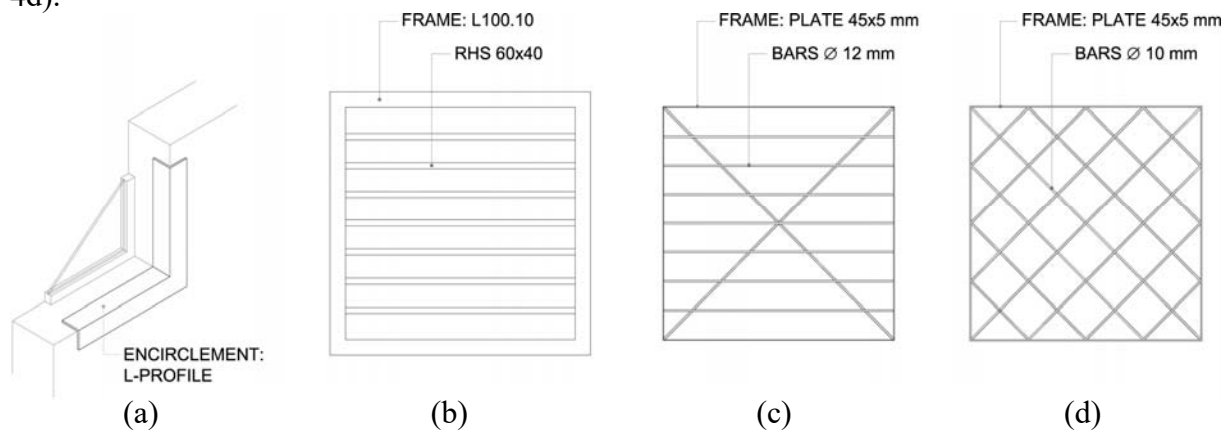 4d).
FRAME: L100.10
RHS 60x40
FRAME: PLATE 45x5 mm
BARS Ø 12 mm
FRAME: PLATE 45x5 mm
BARS Ø 10 mm
ENCIRCLEMENT:
L-PROFILE
(a)
(b)
(c)
(d)